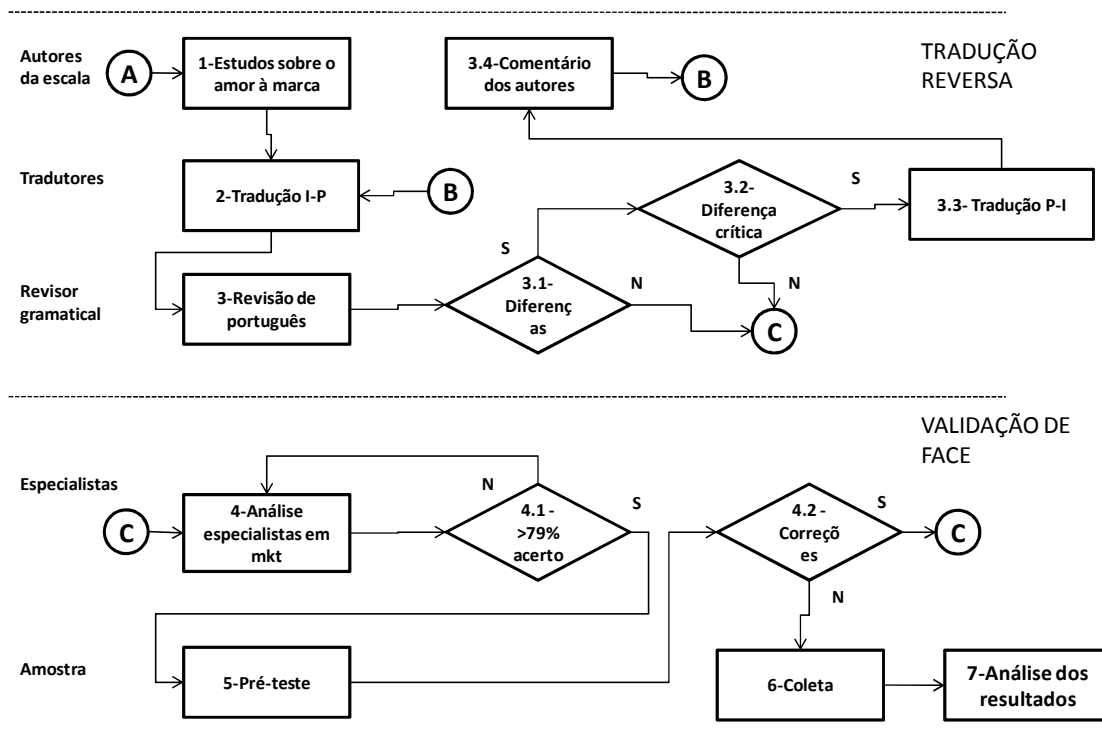 Autores
da escala
A
1-Estudos sobre o
amor à marca
3.4-Comentário
dos autores
B
TRADUÇÃO
REVERSA
Tradutores
2-Tradução I-P
B
3.2-
Diferença
crítica
S
3.3- Tradução P-I
Revisor
gramatical
3-Revisão de
português
S
3.1-
Diferenç
as
N
N
C
VALIDAÇÃO DE
FACE
Especialistas
C
4-Análise
especialistas em
mkt
N
4.1 -
>79%
acerto
S
4.2 -
Correçõ
es
S
C
N
Amostra
5-Pré-teste
6-Coleta
7-Análise dos
resultados